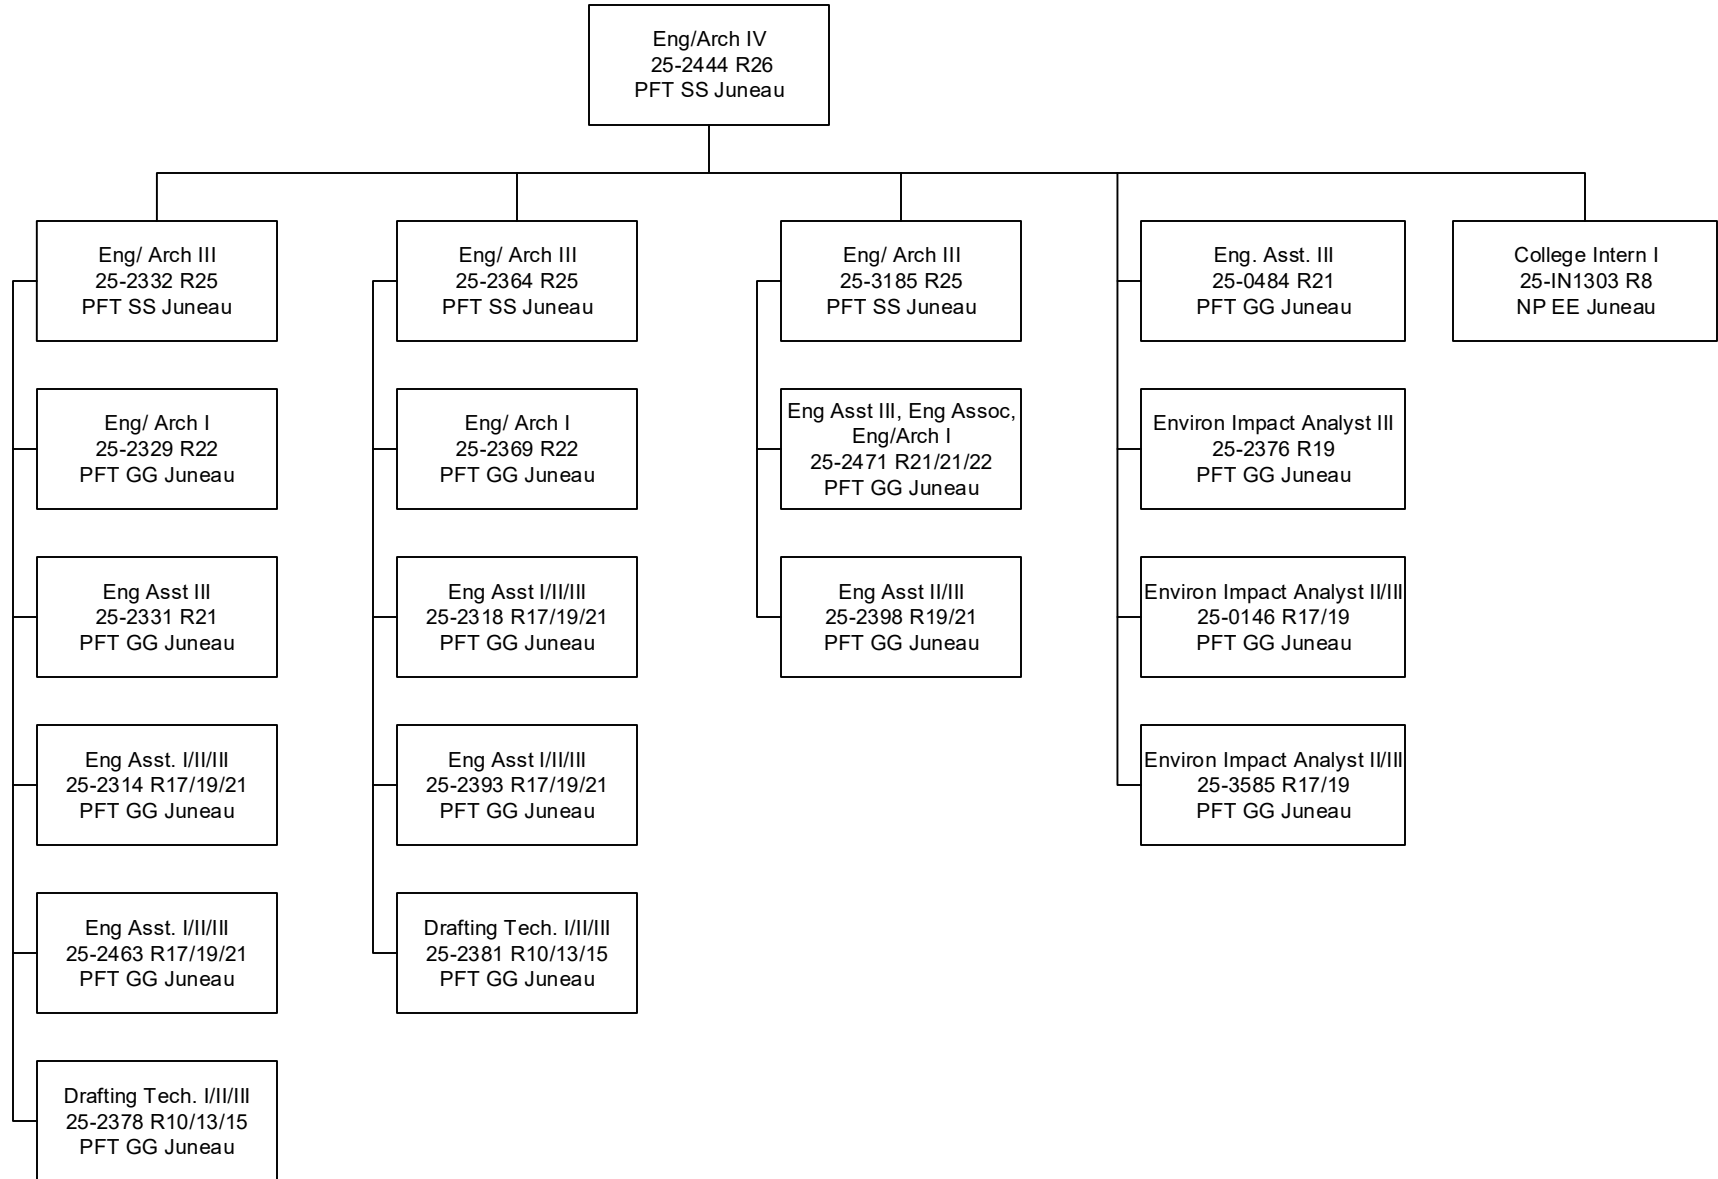 Eng/Arch IV
25-2444 R26
PFT SS Juneau
Eng/ Arch III
25-2332 R25
PFT SS Juneau
Eng/ Arch I
25-2329 R22
PFT GG Juneau
Eng Asst III
25-2331 R21
PFT GG Juneau
Eng Asst. I/II/III
25-2314 R17/19/21
PFT GG Juneau
Eng Asst. I/II/III
25-2463 R17/19/21
PFT GG Juneau
Drafting Tech. I/II/III
25-2378 R10/13/15
PFT GG Juneau
Eng/ Arch III
25-2364 R25
PFT SS Juneau
Eng/ Arch I
25-2369 R22
PFT GG Juneau
Eng Asst I/II/III
25-2318 R17/19/21
PFT GG Juneau
Eng Asst I/II/III
25-2393 R17/19/21
PFT GG Juneau
Drafting Tech. I/II/III
25-2381 R10/13/15
PFT GG Juneau
Eng/ Arch III
25-3185 R25
PFT SS Juneau
Eng Asst III, Eng Assoc,
Eng/Arch I
25-2471 R21/21/22
PFT GG Juneau
Eng Asst II/III
25-2398 R19/21
PFT GG Juneau
Eng. Asst. III
25-0484 R21
PFT GG Juneau
Environ Impact Analyst III
25-2376 R19
PFT GG Juneau
Environ Impact Analyst II/III
25-0146 R17/19
PFT GG Juneau
Environ Impact Analyst II/III
25-3585 R17/19
PFT GG Juneau
College Intern I
25-IN1303 R8
NP EE Juneau